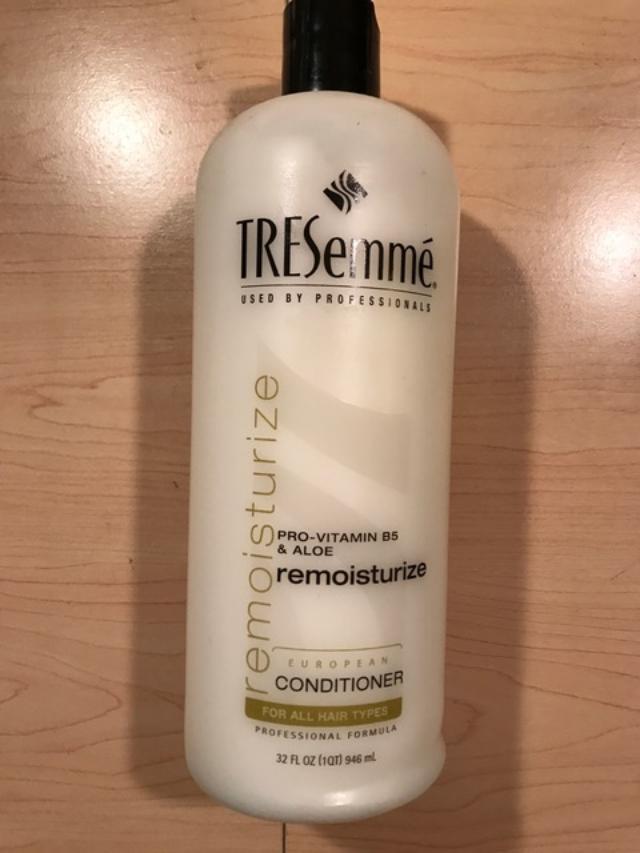 TRESemmé®
USED BY PROFESSIONALS
remoisturize
PRO-VITAMIN B5
& ALOE
remoisturize
EUROPEAN
CONDITIONER
FOR ALL HAIR TYPES
PROFESSIONAL FORMULA
32 FL OZ (1QT) 946 mL